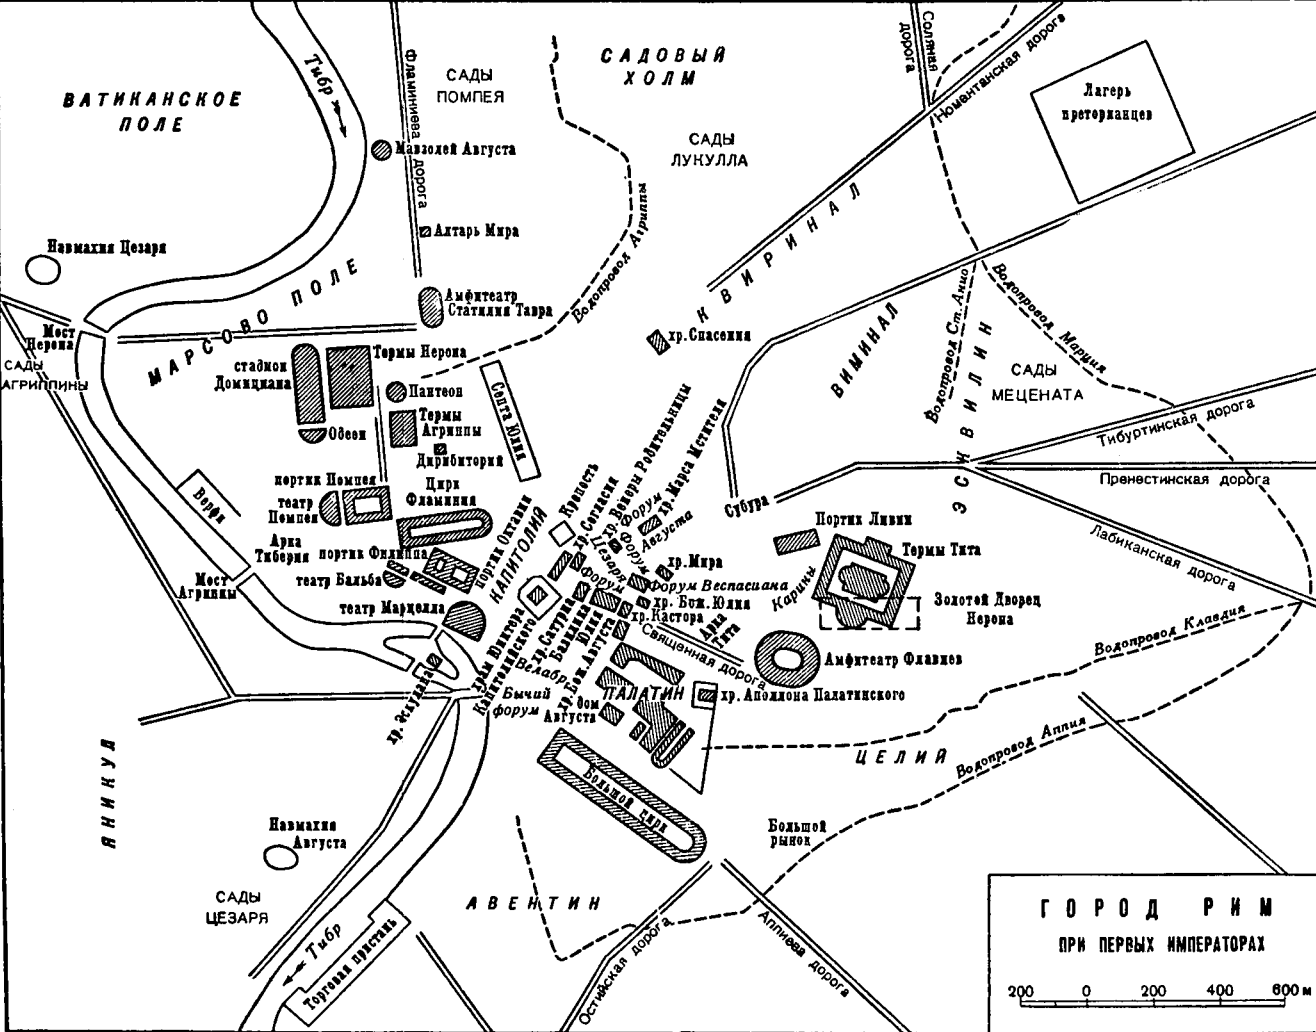 САДОВЫЙ
ХОЛМ
Соляная
дорога
Номентанская дорога
Лагерь
преторианцев
Тибр
Фламиниева дорога
САДЫ
ПОМПЕЯ
ВАТИКАНСКОЕ
ПОЛЕ
САДЫ
ЛУКУЛЛА
Мавзолей Августа
Водопровод Агриппы
КВИРИНАЛ
Алтарь Мира
Навмахия Цезаря
МАРСОВО ПОЛЕ
Амфитеатр
Статилия Тавра
хр. Спасения
ВИМИНАЛ
Водопровод Ст. Анио
Водопровод Марция
ЭСКВИЛИН
САДЫ
МЕЦЕНАТА
Мост
Нерона
САДЫ
АГРИППИНЫ
стадион
Домициана
Термы Нерона
Пантеон
Септа Юлия
Термы
Агриппы
Одеон
Дирибиторий
Тибуртинская дорога
Пренестинская дорога
Лабиканская дорога
портик Помпея
театр
Помпея
Цирк
Фламиния
Верфи
Крепость
хр. Согласия
хр. Венеры Родительницы
Форум
Цезаря
хр. Марса Мстителя
Форум
Августа
Субура
Портик Ливии
Термы Тита
Арка
Тиберия
портик Филиппа
Портик Октавии
КАПИТОЛИЙ
театр Бальба
Мост
Агриппы
театр Марцелла
Форум
хр. Мира
Форум Веспасиана
хр. Бож. Юлия
хр. Кастора
Карины
Золотой Дворец
Нерона
Арка
Тита
Священная дорога
Амфитеатр Флавиев
Водопровод Клавдия
храм Юпитера
Капитолийского
хр. Сатурна
Базилика
Юлия
хр. Бож. Августа
Велабр
Бычий
форум
хр. Эскулапа
ПАЛАТИН
дом
Августа
хр. Аполлона Палатинского
ЦЕЛИЙ
Водопровод Аппия
ЯНИКУЛ
Большой цирк
Навмахия
Августа
Большой
рынок
САДЫ
ЦЕЗАРЯ
АВЕНТИН
Тибр
Торговая пристань
Остийская дорога
Аппиева дорога
ГОРОД РИМ
ПРИ ПЕРВЫХ ИМПЕРАТОРАХ
200 0 200 400 600 м